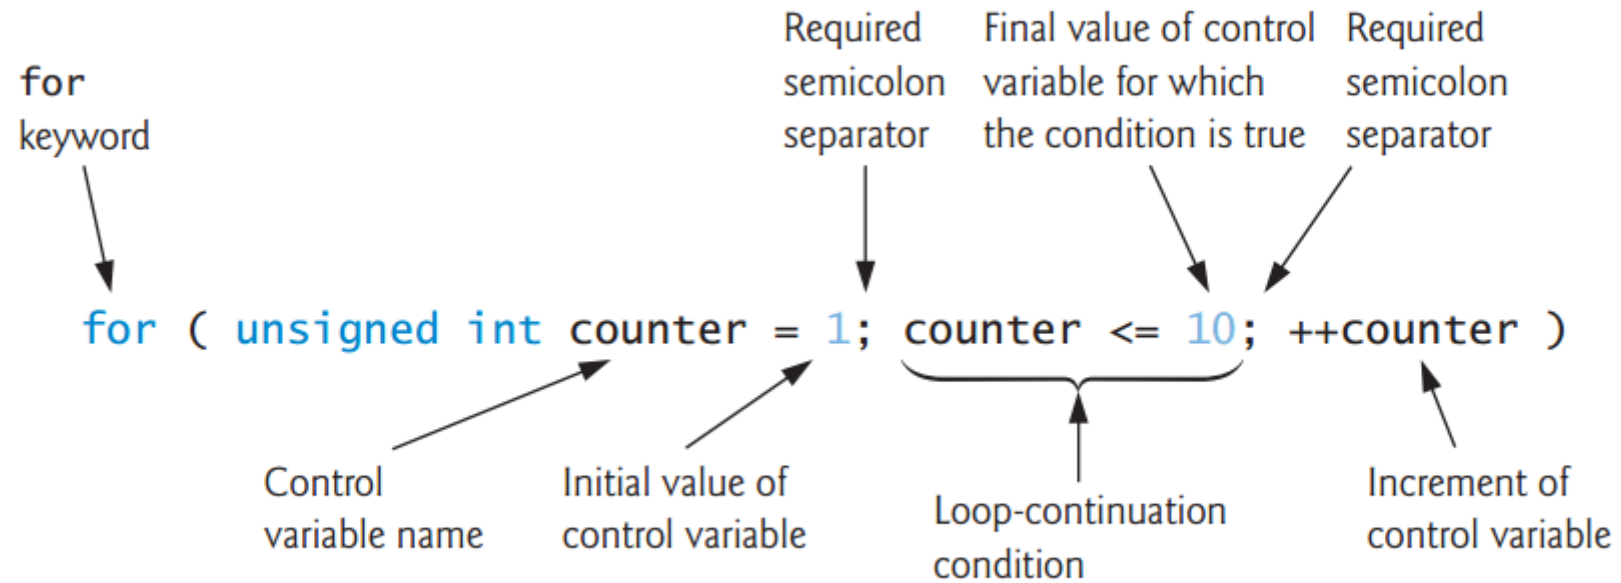 for
keyword
Required
semicolon
separator
Final value of control
variable for which
the condition is true
Required
semicolon
separator
for ( unsigned int counter = 1; counter <= 10; ++counter )
Control
variable name
Initial value of
control variable
Loop-continuation
condition
Increment of
control variable